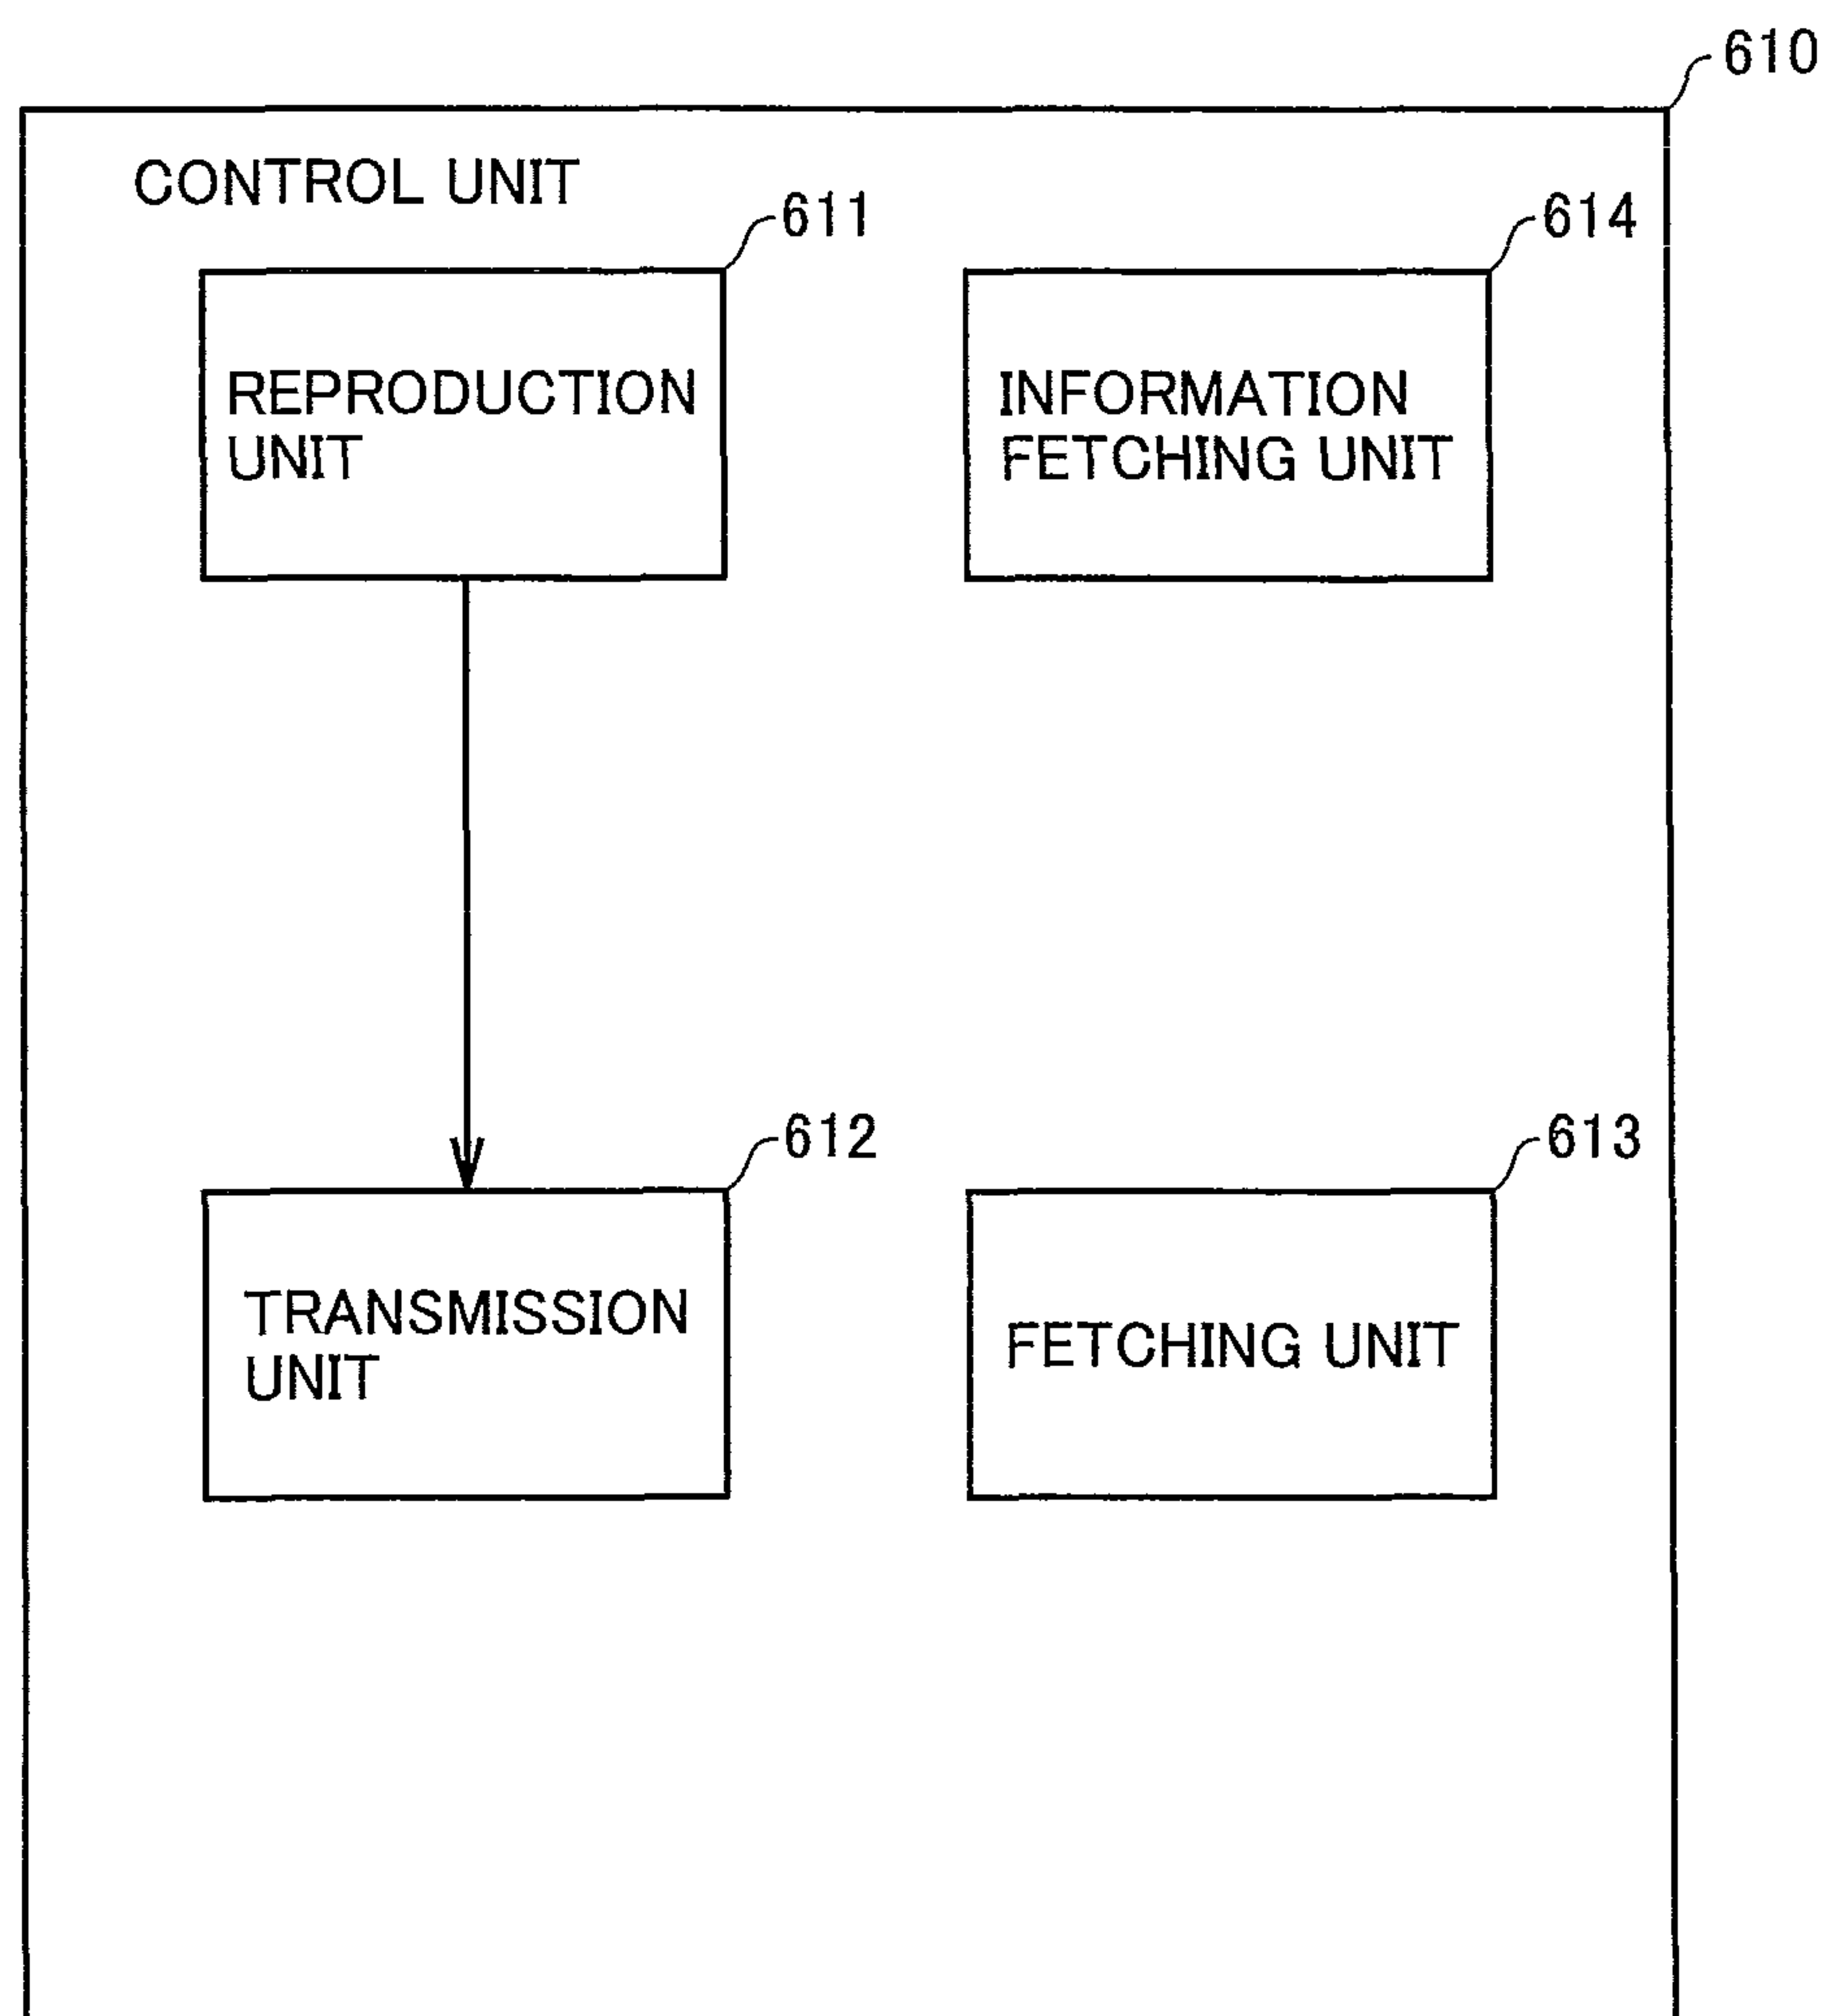 610
CONTROL UNIT
611
614
REPRODUCTION
UNIT
INFORMATION
FETCHING UNIT
612
613
TRANSMISSION
UNIT
FETCHING UNIT